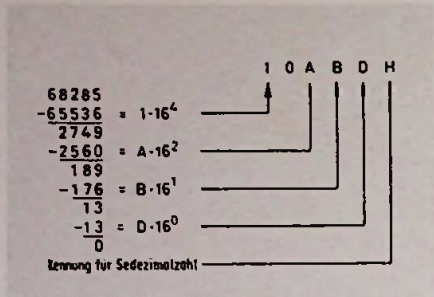 1 0 A B D H
68285
-65536 = 1·16⁴
2749
-2560 = A·16²
189
-176 = B·16¹
13
-13 = D·16⁰
0
Kennung für Sedezimalzahl